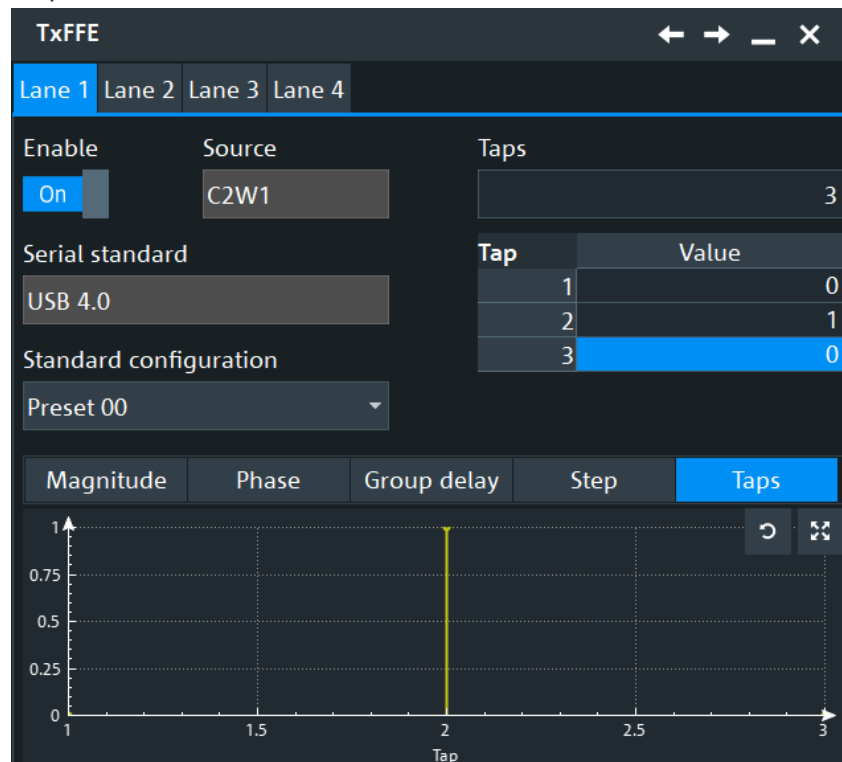 TxFFE
Lane 1 Lane 2 Lane 3 Lane 4
Enable Source Taps
On C2W1 3
Serial standard Tap Value
USB 4.0 1 0
2 1
Standard configuration 3 0
Preset 00
Magnitude Phase Group delay Step Taps
1
0.75
0.5
0.25
0
1 1.5 2 2.5 3
Tap